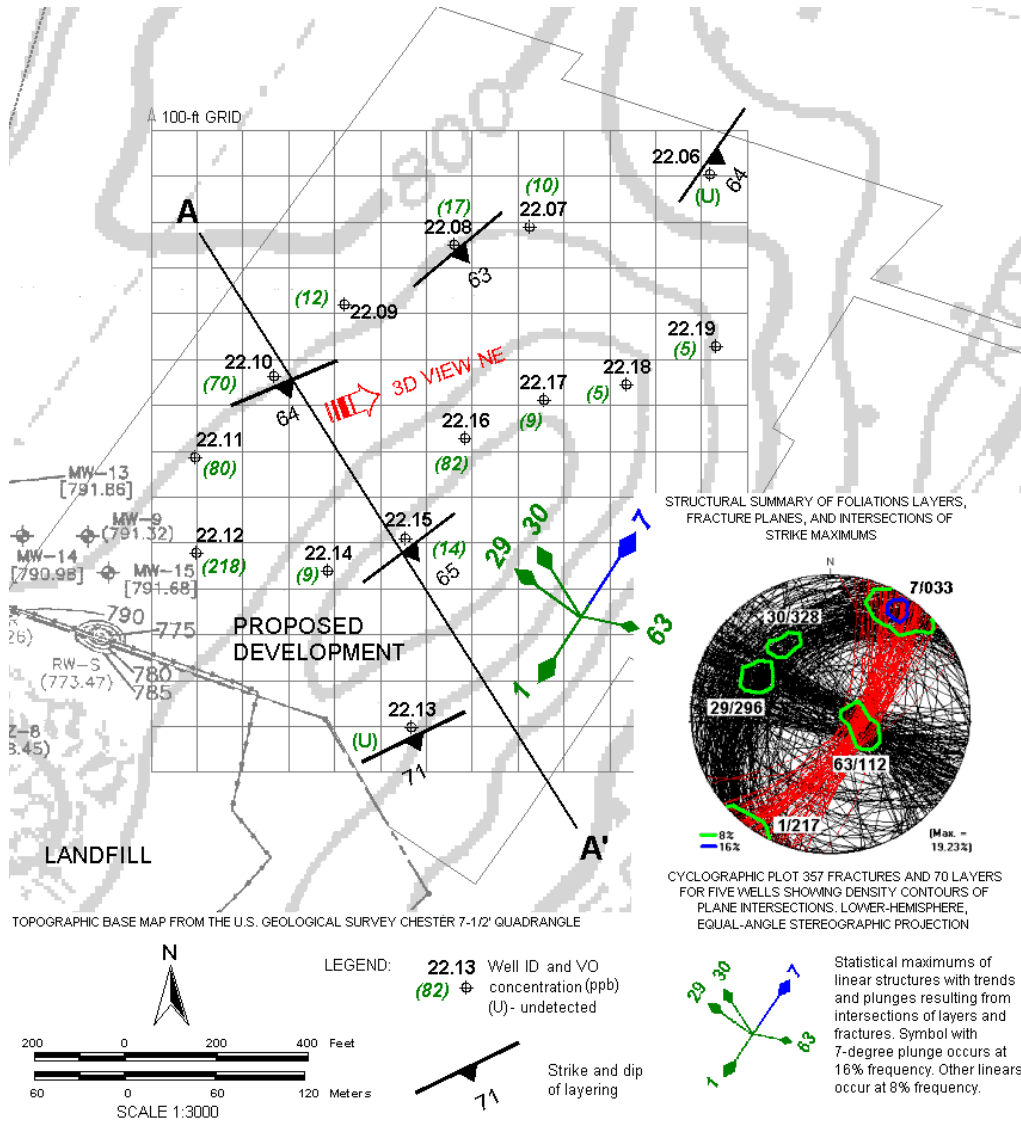 100-ft GRID
800
22.06
(U)
64
(10)
22.07
(17)
22.08
63
A
(12)
22.09
22.19
(5)
22.10
(70)
64
3D VIEW NE
22.18
(5)
22.17
(9)
22.16
(82)
22.11
(80)
MW-13
[791.86]
MW-9
(791.32)
MW-14
[790.98]
MW-15
[791.68]
22.12
(218)
22.15
(14)
65
22.14
(9)
30
29
7
63
1
790
775
780
785
RW-S
(773.47)
PROPOSED
DEVELOPMENT
22.13
(U)
71
A'
LANDFILL
STRUCTURAL SUMMARY OF FOLIATIONS LAYERS,
FRACTURE PLANES, AND INTERSECTIONS OF
STRIKE MAXIMUMS
N
7/033
30/328
29/296
63/112
1/217
8%
16%
(Max. =
19.23%)
CYCLOGRAPHIC PLOT 357 FRACTURES AND 70 LAYERS
FOR FIVE WELLS SHOWING DENSITY CONTOURS OF
PLANE INTERSECTIONS. LOWER-HEMISPHERE,
EQUAL-ANGLE STEREOGRAPHIC PROJECTION
TOPOGRAPHIC BASE MAP FROM THE U.S. GEOLOGICAL SURVEY CHESTER 7-1/2' QUADRANGLE
N
200 0 200 400 Feet
60 0 60 120 Meters
SCALE 1:3000
LEGEND:
22.13
(82)
Well ID and VO
concentration (ppb)
(U)- undetected
71
Strike and dip
of layering
30
29
7
63
1
Statistical maximums of
linear structures with trends
and plunges resulting from
intersections of layers and
fractures. Symbol with
7-degree plunge occurs at
16% frequency. Other linears
occur at 8% frequency.